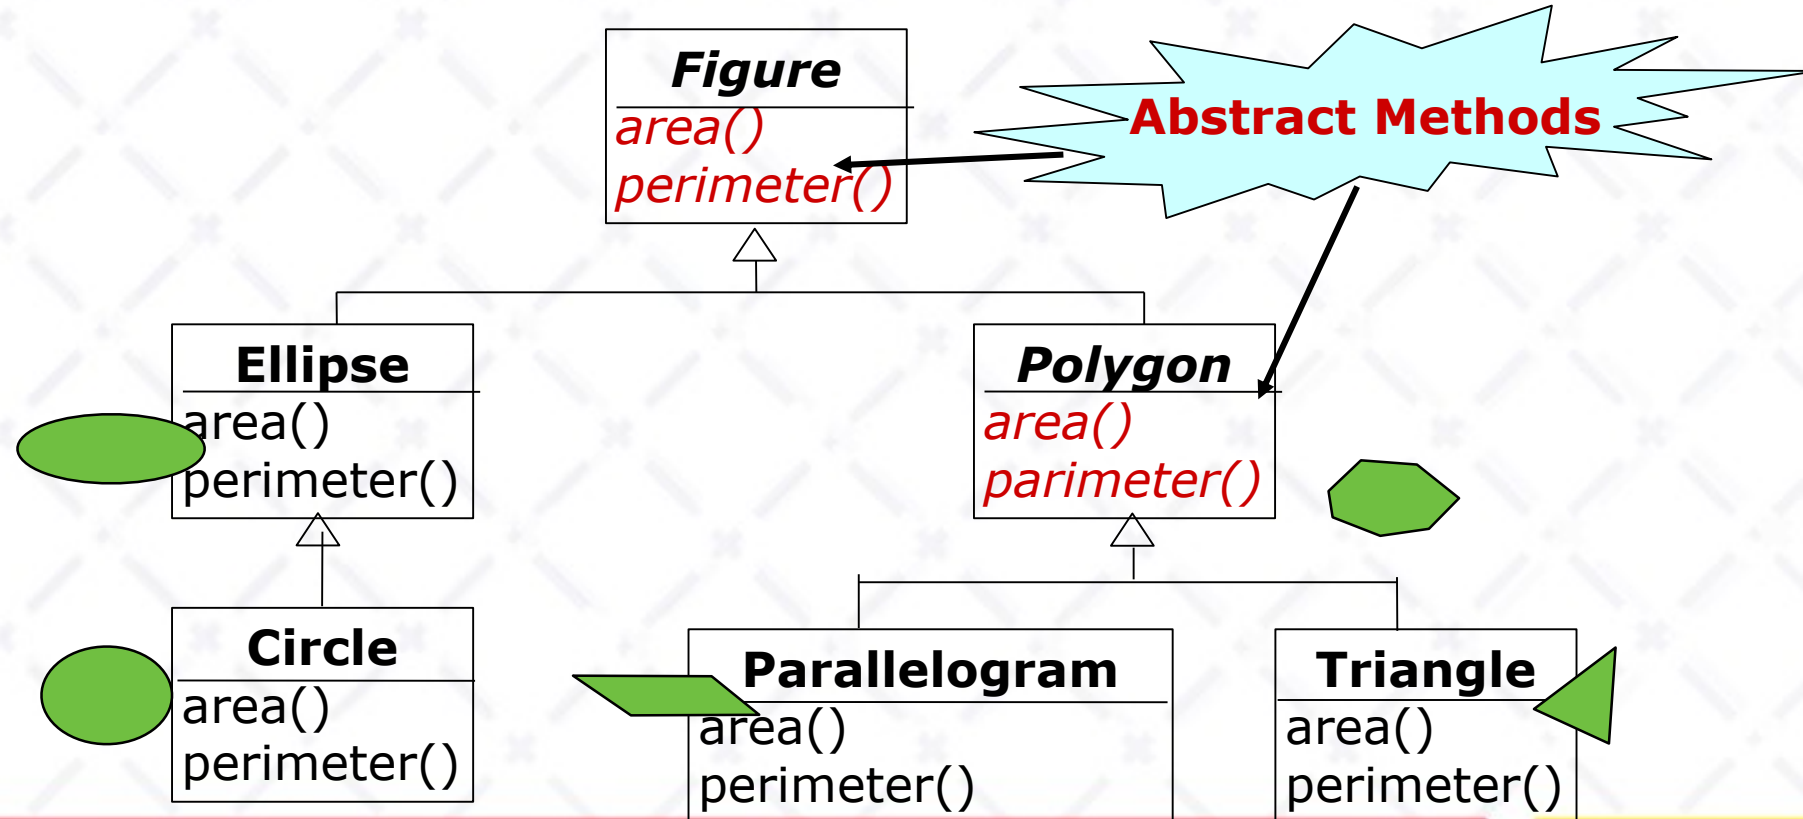 Figure
area()
perimeter()
Abstract Methods
Ellipse
area()
perimeter()
Polygon
area()
parimeter()
Circle
area()
perimeter()
Parallelogram
area()
perimeter()
Triangle
area()
perimeter()